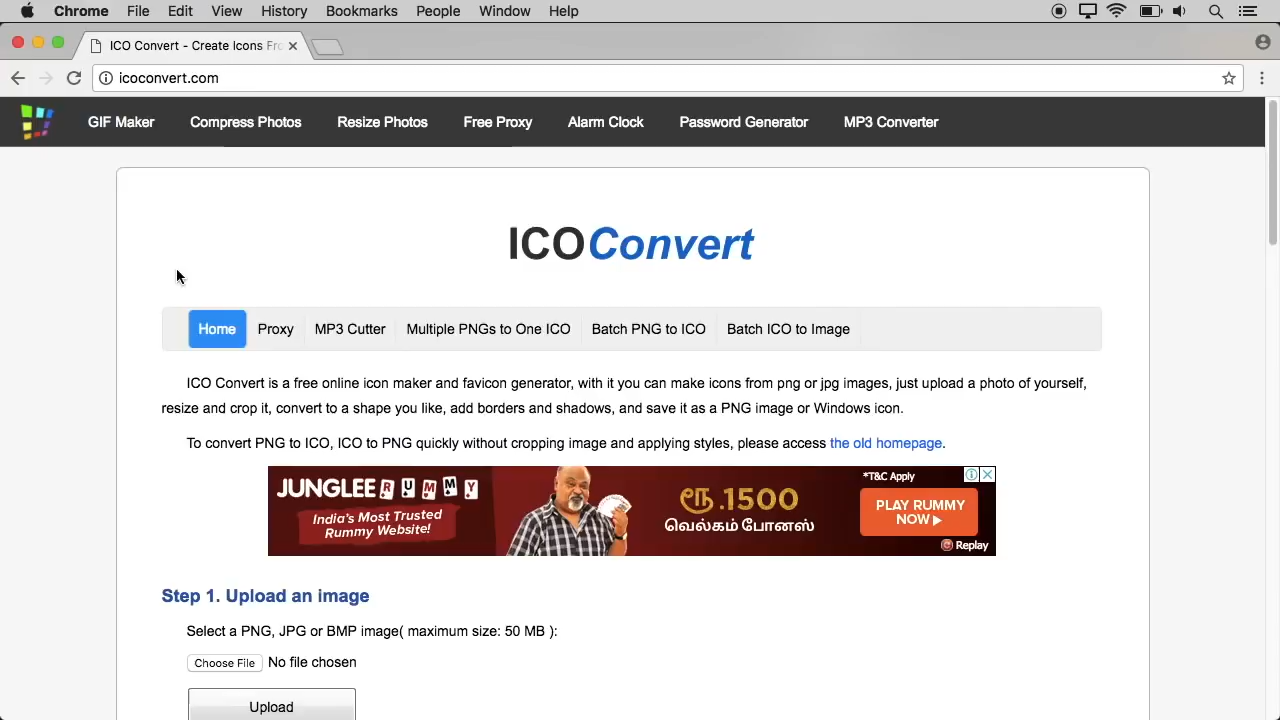 Chrome File Edit View History Bookmarks People Window Help
ICO Convert - Create Icons Fro
icoconvert.com
GIF Maker Compress Photos Resize Photos Free Proxy Alarm Clock Password Generator MP3 Converter
ICOConvert
Home Proxy MP3 Cutter Multiple PNGs to One ICO Batch PNG to ICO Batch ICO to Image
ICO Convert is a free online icon maker and favicon generator, with it you can make icons from png or jpg images, just upload a photo of yourself,
resize and crop it, convert to a shape you like, add borders and shadows, and save it as a PNG image or Windows icon.
To convert PNG to ICO, ICO to PNG quickly without cropping image and applying styles, please access the old homepage.
JUNGLEE RUMMY
India's Most Trusted
Rummy Website!
ரூ.1500
வெல்கம் போனஸ்
*T&C Apply
PLAY RUMMY
NOW
Replay
Step 1. Upload an image
Select a PNG, JPG or BMP image( maximum size: 50 MB ):
Choose File No file chosen
Upload